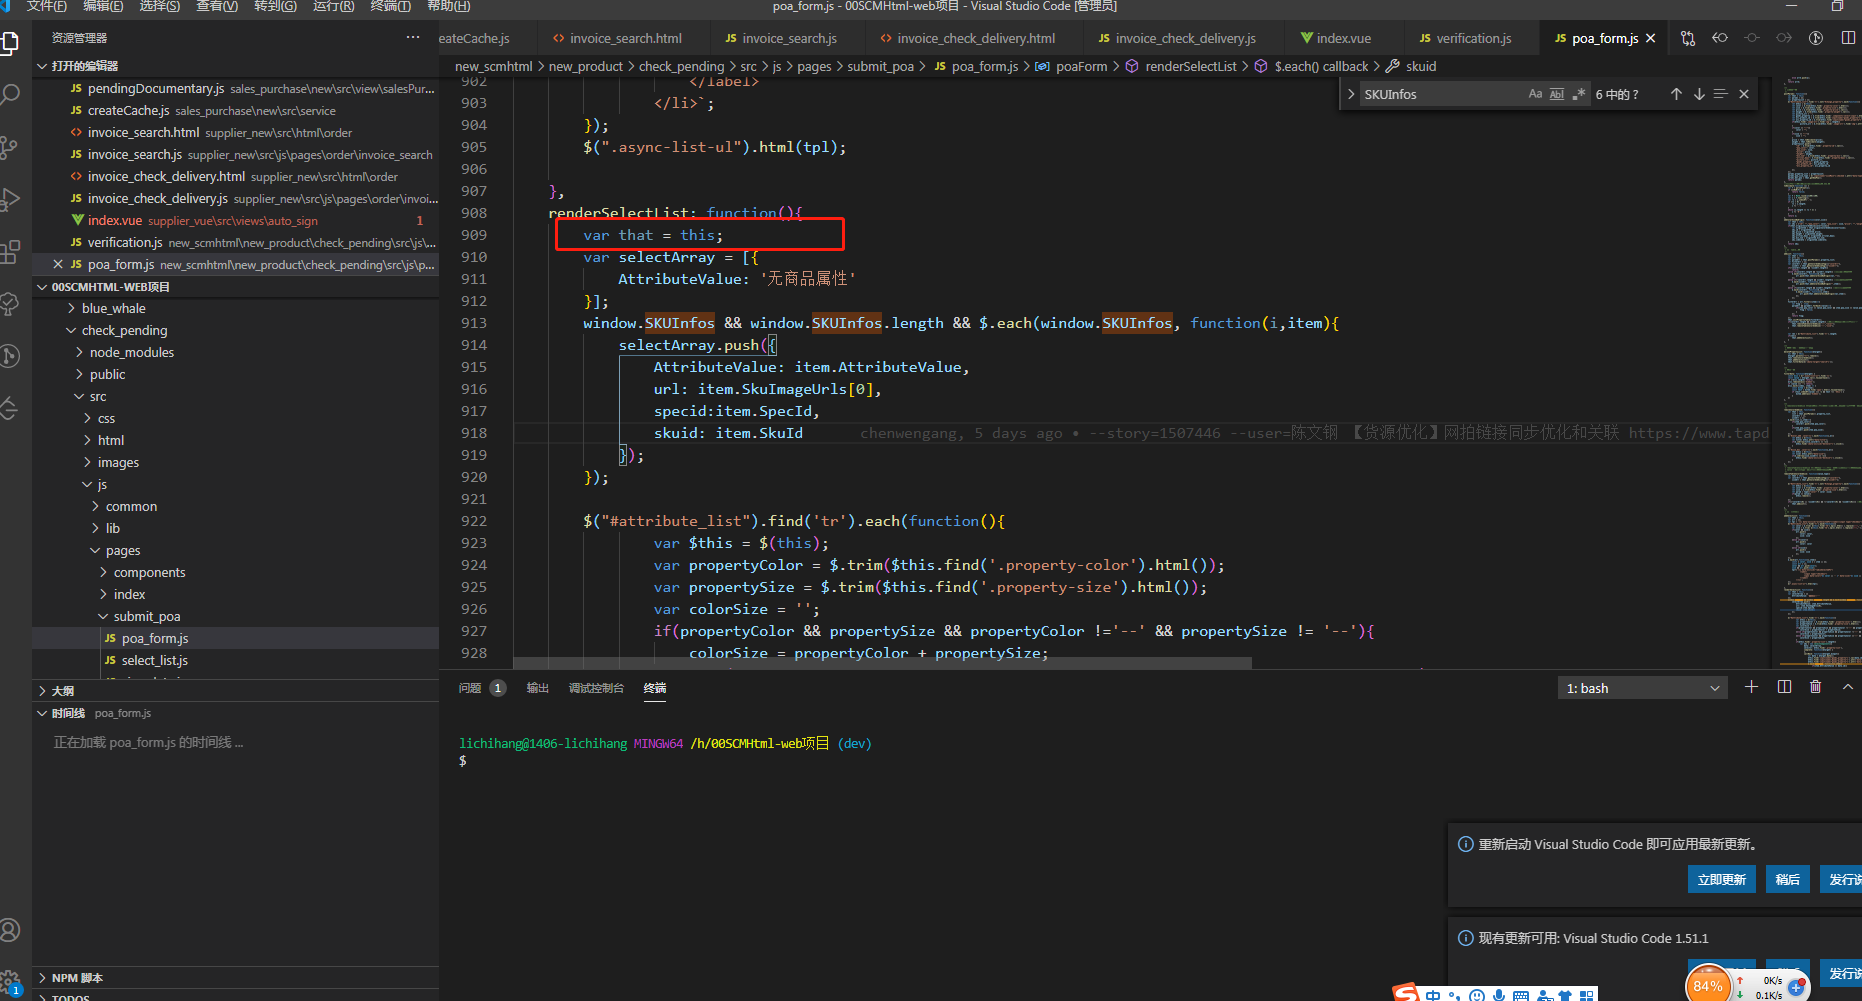 文件(F) 编辑(E) 选择(S) 查看(V) 转到(G) 运行(R) 终端(T) 帮助(H)
poa_form.js - 00SCMHtml-web项目 - Visual Studio Code [管理员]
资源管理器
打开的编辑器
JS pendingDocumentary.js sales_purchase\new\src\view\salesPur...
JS createCache.js sales_purchase\new\src\service
<> invoice_search.html supplier_new\src\html\order
JS invoice_search.js supplier_new\src\js\pages\order\invoice_search
<> invoice_check_delivery.html supplier_new\src\html\order
JS invoice_check_delivery.js supplier_new\src\js\pages\order\invoi...
index.vue supplier_vue\src\views\auto_sign 1
JS verification.js new_scmhtml\new_product\check_pending\src\js\...
JS poa_form.js new_scmhtml\new_product\check_pending\src\js\p...
00SCMHTML-WEB项目
blue_whale
check_pending
node_modules
public
src
css
html
images
js
common
lib
pages
components
index
submit_poa
JS poa_form.js
JS select_list.js
大纲
时间线 poa_form.js
正在加载 poa_form.js 的时间线 ...
NPM 脚本
TODOS
1
eateCache.js <> invoice_search.html JS invoice_search.js <> invoice_check_delivery.html JS invoice_check_delivery.js index.vue JS verification.js JS poa_form.js
new_scmhtml > new_product > check_pending > src > js > pages > submit_poa > JS poa_form.js > poaForm > renderSelectList > $.each() callback > skuid
SKUInfos Aa Abl .* 6 中的 ?
902 </label>
903 </li>`;
904 });
905 $(".async-list-ul").html(tpl);
906
907 },
908 renderSelectList: function(){
909 var that = this;
910 var selectArray = [{
911 AttributeValue: '无商品属性'
912 }];
913 window.SKUInfos && window.SKUInfos.length && $.each(window.SKUInfos, function(i,item){
914 selectArray.push({
915 AttributeValue: item.AttributeValue,
916 url: item.SkuImageUrls[0],
917 specid:item.SpecId,
918 skuid: item.SkuId chenwengang, 5 days ago • --story=1507446 --user=陈文钢 【货源优化】网拍链接同步优化和关联 https://www.tapd
919 });
920 });
921
922 $("#attribute_list").find('tr').each(function(){
923 var $this = $(this);
924 var propertyColor = $.trim($this.find('.property-color').html());
925 var propertySize = $.trim($this.find('.property-size').html());
926 var colorSize = '';
927 if(propertyColor && propertySize && propertyColor !='--' && propertySize != '--'){
928 colorSize = propertyColor + propertySize;
问题 1 输出 调试控制台 终端 1: bash
lichihang@1406-lichihang MINGW64 /h/00SCMHtml-web项目 (dev)
$
重新启动 Visual Studio Code 即可应用最新更新。
立即更新 稍后 发行说
现有更新可用: Visual Studio Code 1.51.1
发行说
84% 0K/s
0.1K/s
中